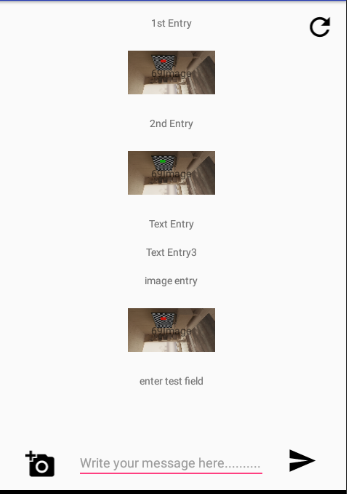 1st Entry
2nd Entry
Text Entry
Text Entry3
image entry
enter test field
Write your message here..........